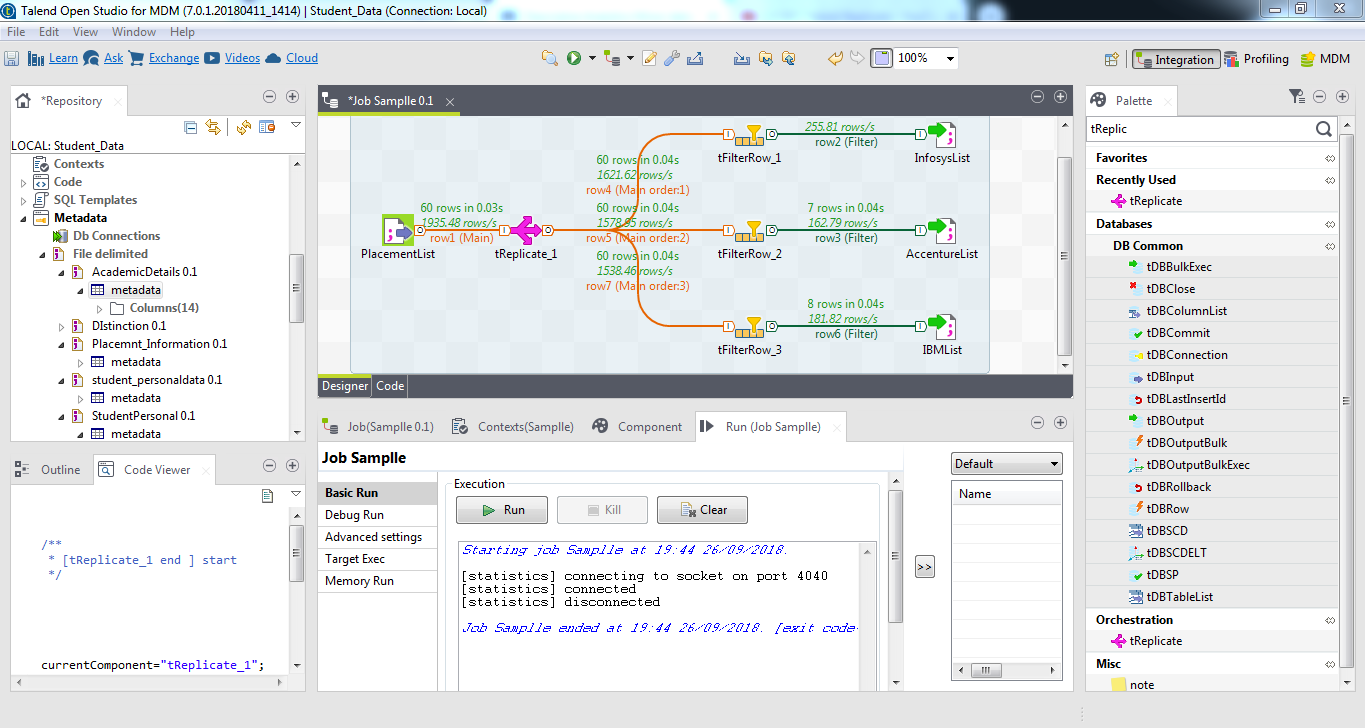 Talend Open Studio for MDM (7.0.1.20180411_1414) | Student_Data (Connection: Local)
File Edit View Window Help
Learn Ask Exchange Videos Cloud
100%
Integration Profiling MDM
*Repository
LOCAL: Student_Data
Contexts
Code
SQL Templates
Metadata
Db Connections
File delimited
AcademicDetails 0.1
metadata
Columns(14)
DIstinction 0.1
Placemnt_Information 0.1
metadata
student_personaldata 0.1
metadata
StudentPersonal 0.1
metadata
Outline Code Viewer
/**
* [tReplicate_1 end ] start
*/
currentComponent="tReplicate_1";
*Job Samplle 0.1
PlacementList
60 rows in 0.03s
1935.48 rows/s
row1 (Main)
tReplicate_1
60 rows in 0.04s
1621.62 rows/s
row4 (Main order:1)
60 rows in 0.04s
1578.95 rows/s
row5 (Main order:2)
60 rows in 0.04s
1538.46 rows/s
row7 (Main order:3)
tFilterRow_1
255.81 rows/s
row2 (Filter)
InfosysList
tFilterRow_2
7 rows in 0.04s
162.79 rows/s
row3 (Filter)
AccentureList
tFilterRow_3
8 rows in 0.04s
181.82 rows/s
row6 (Filter)
IBMList
Designer Code
Job(Samplle 0.1) Contexts(Samplle) Component Run (Job Samplle)
Job Samplle
Basic Run
Debug Run
Advanced settings
Target Exec
Memory Run
Execution
Run Kill Clear
Starting job Samplle at 19:44 26/09/2018.
[statistics] connecting to socket on port 4040
[statistics] connected
[statistics] disconnected
Job Samplle ended at 19:44 26/09/2018. [exit code
>>
Default
Name
Palette
tReplic
Favorites
Recently Used
tReplicate
Databases
DB Common
tDBBulkExec
tDBClose
tDBColumnList
tDBCommit
tDBConnection
tDBInput
tDBLastInsertId
tDBOutput
tDBOutputBulk
tDBOutputBulkExec
tDBRollback
tDBRow
tDBSCD
tDBSCDELT
tDBSP
tDBTableList
Orchestration
tReplicate
Misc
note